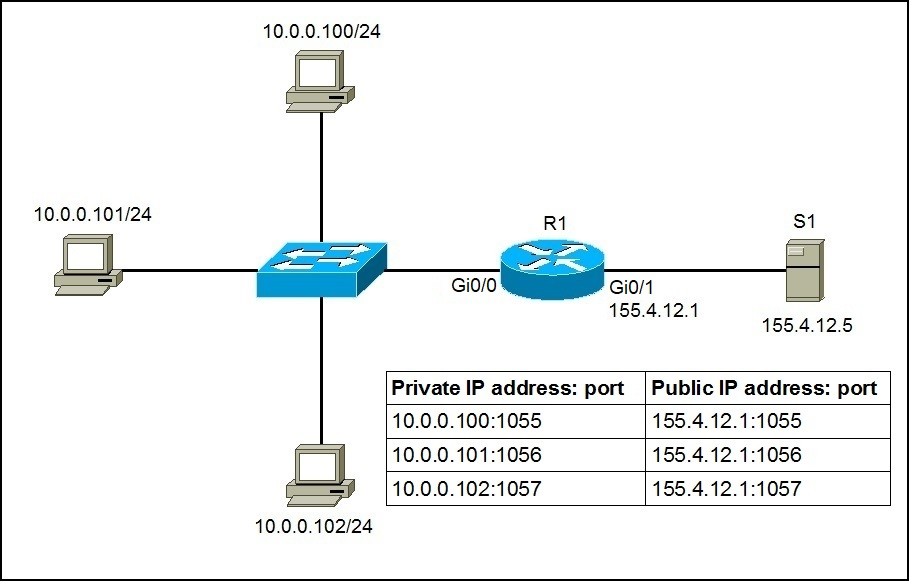 10.0.0.100/24
10.0.0.101/24
R1
S1
Gi0/0
Gi0/1
155.4.12.1
155.4.12.5
Private IP address: port Public IP address: port
10.0.0.100:1055 155.4.12.1:1055
10.0.0.101:1056 155.4.12.1:1056
10.0.0.102:1057 155.4.12.1:1057
10.0.0.102/24